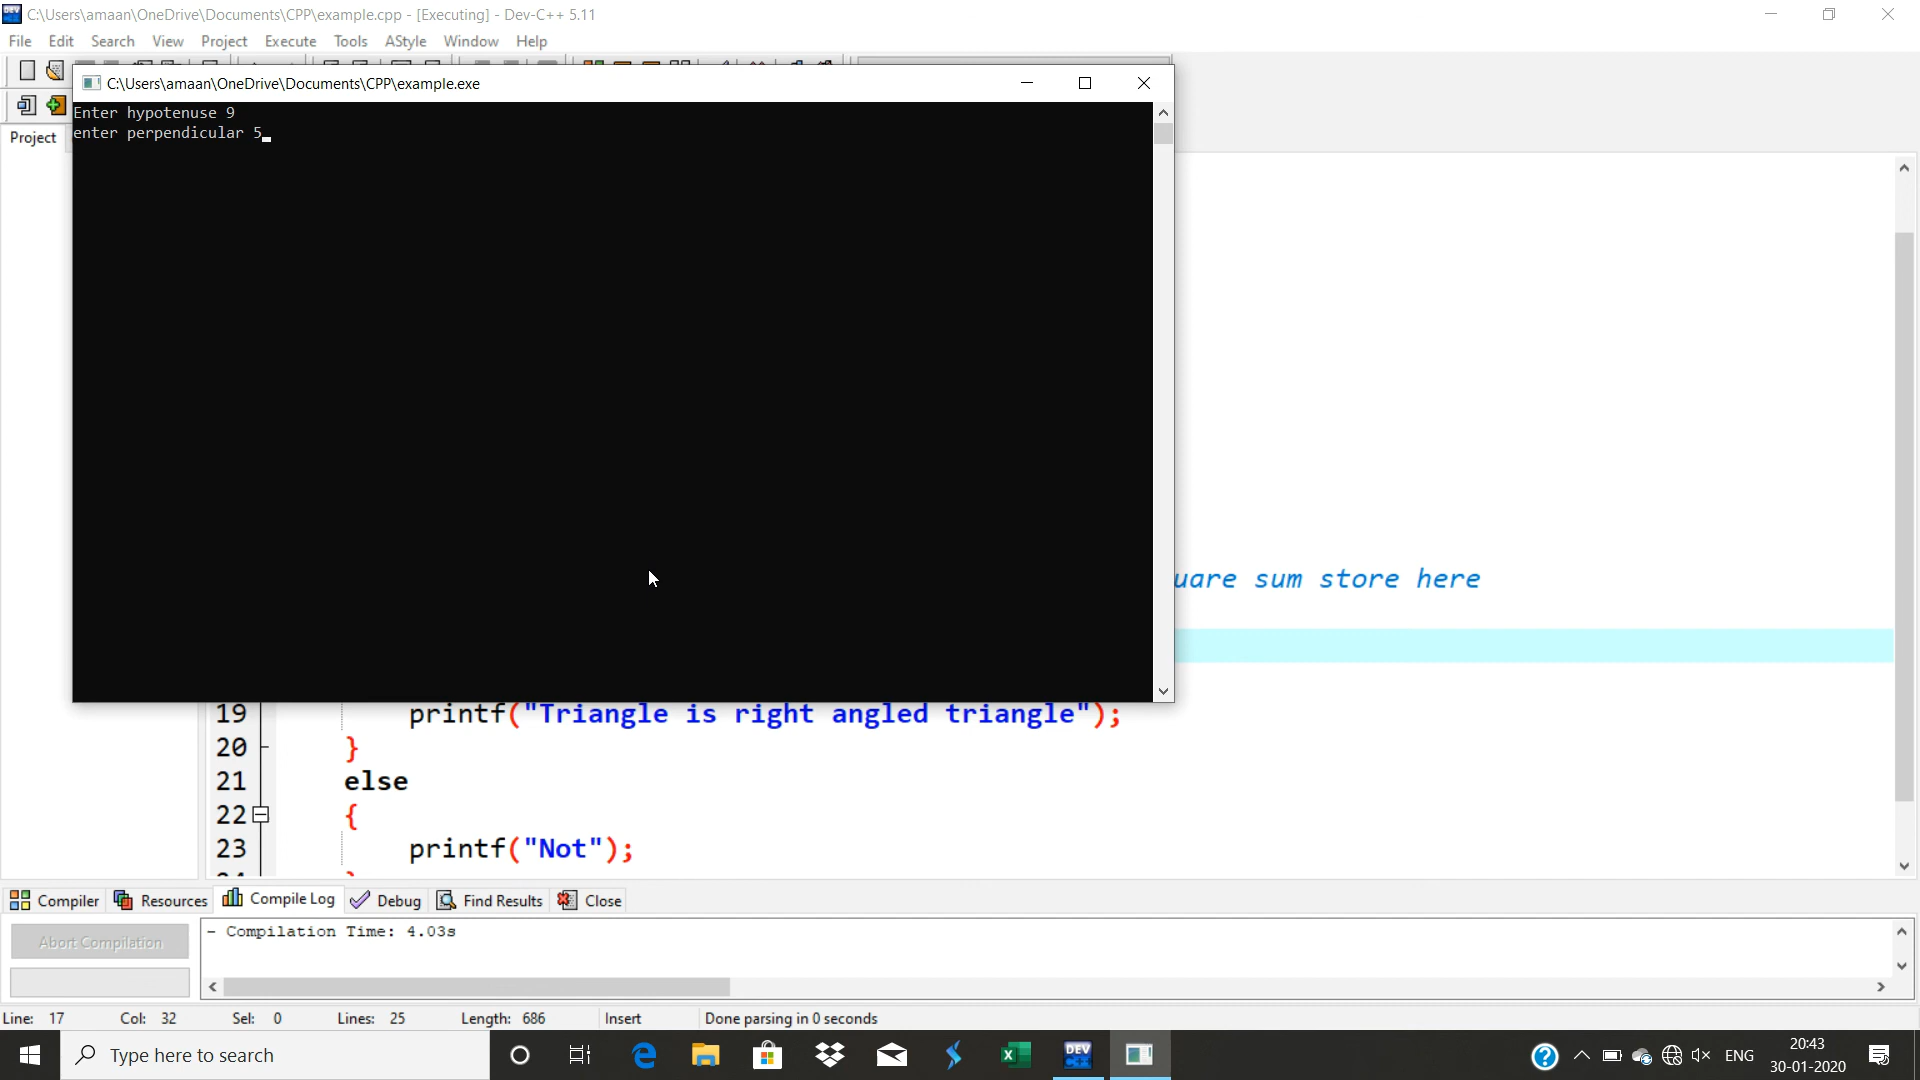 C:\Users\amaan\OneDrive\Documents\CPP\example.cpp - [Executing] - Dev-C++ 5.11
File Edit Search View Project Execute Tools AStyle Window Help
C:\Users\amaan\OneDrive\Documents\CPP\example.exe
Enter hypotenuse 9
enter perpendicular 5
Project
uare sum store here
19 printf("Triangle is right angled triangle");
20 }
21 else
22 {
23 printf("Not");
Compiler Resources Compile Log Debug Find Results Close
Abort Compilation
- Compilation Time: 4.03s
Line: 17 Col: 32 Sel: 0 Lines: 25 Length: 686 Insert Done parsing in 0 seconds
Type here to search
DEV
ENG
20:43
30-01-2020